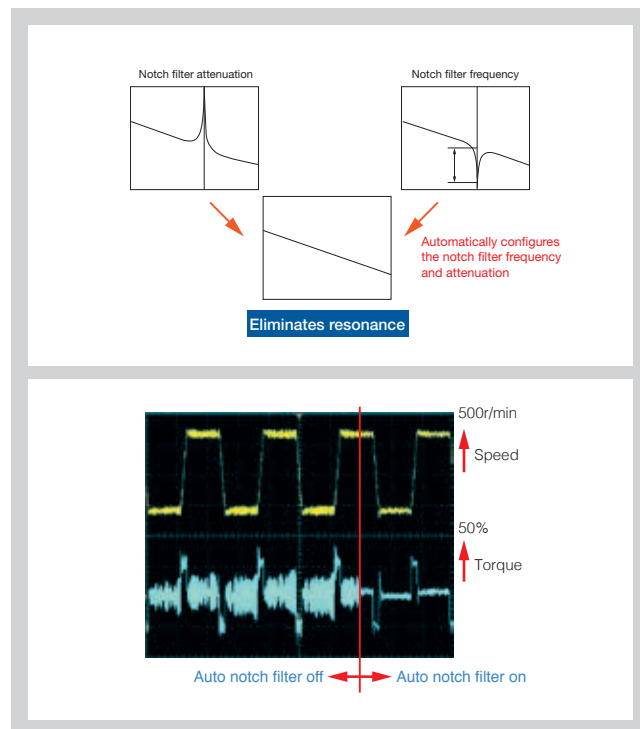 Notch filter attenuation
Notch filter frequency
Automatically configures
the notch filter frequency
and attenuation
Eliminates resonance
500r/min
Speed
50%
Torque
Auto notch filter off
Auto notch filter on